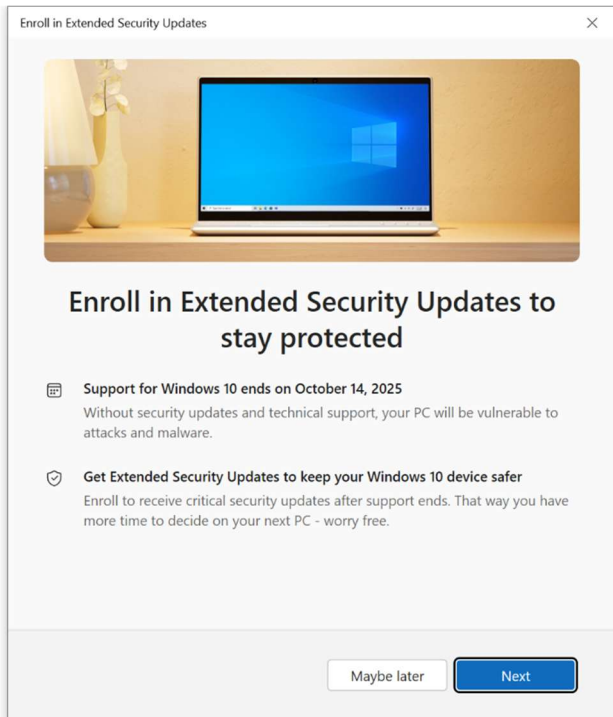 Enroll in Extended Security Updates
Enroll in Extended Security Updates to
stay protected
Support for Windows 10 ends on October 14, 2025
Without security updates and technical support, your PC will be vulnerable to
attacks and malware.
Get Extended Security Updates to keep your Windows 10 device safer
Enroll to receive critical security updates after support ends. That way you have
more time to decide on your next PC - worry free.
Maybe later
Next